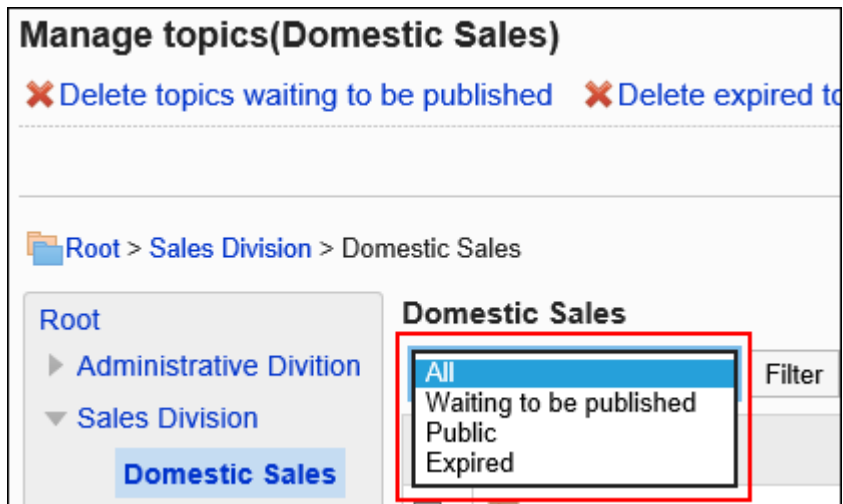 Manage topics(Domestic Sales)
Delete topics waiting to be published Delete expired
Root > Sales Division > Domestic Sales
Root
Administrative Divition
Sales Division
Domestic Sales
Domestic Sales
All
Waiting to be published
Public
Expired
Filter